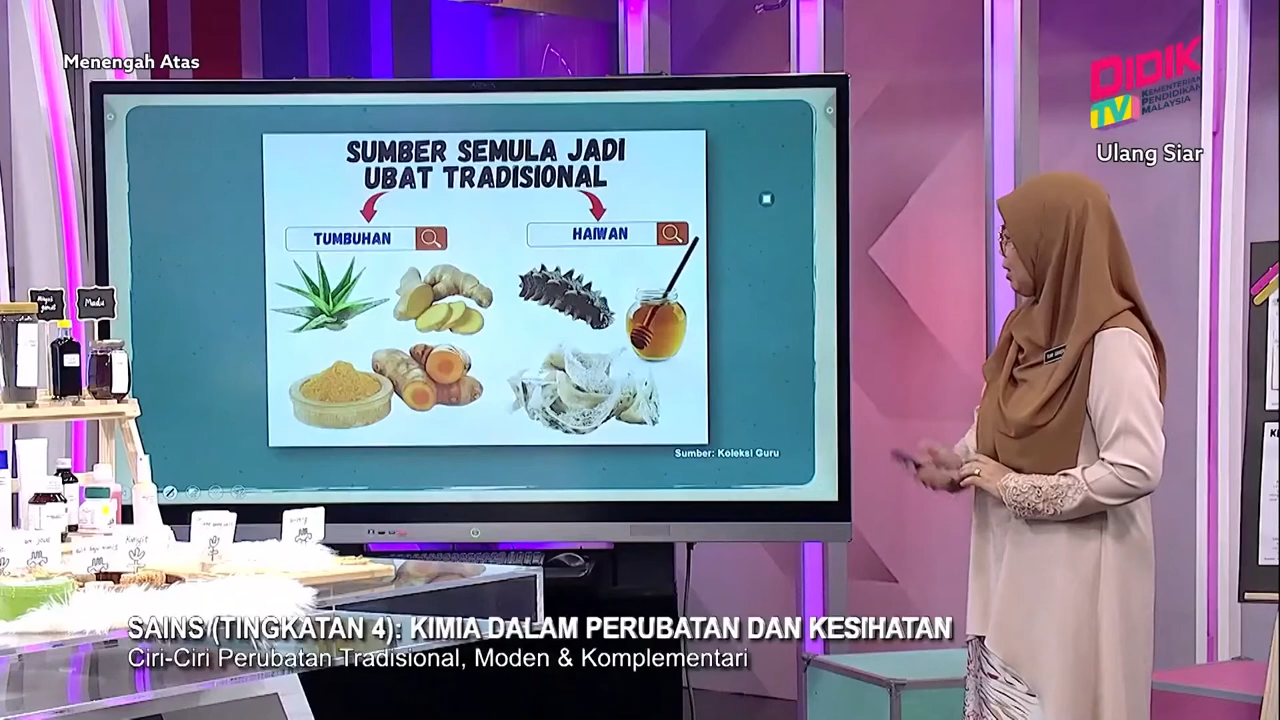 Menengah Atas
DIDIK
TV
KEMENTERIAN
PENDIDIKAN
MALAYSIA
Ulang Siar
SUMBER SEMULA JADI
UBAT TRADISIONAL
TUMBUHAN
HAIWAN
Sumber: Koleksi Guru
Madu
Kunyit
SAINS (TINGKATAN 4): KIMIA DALAM PERUBATAN DAN KESIHATAN
Ciri-Ciri Perubatan Tradisional, Moden & Komplementari